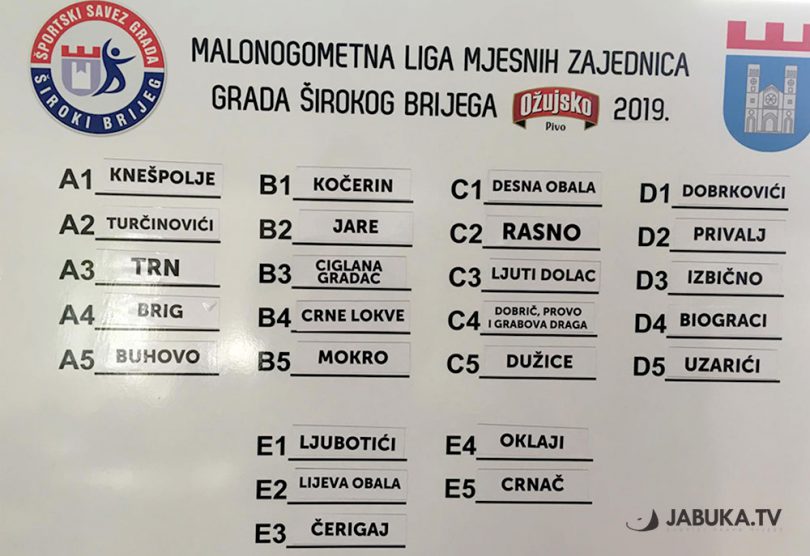 ŠPORTSKI SAVEZ GRADA
ŠIROKI BRIJEG
MALONOGOMETNA LIGA MJESNIH ZAJEDNICA
GRADA ŠIROKOG BRIJEGA Ožujsko Pivo 2019.
A1 KNEŠPOLJE
A2 TURČINOVIĆI
A3 TRN
A4 BRIG
A5 BUHOVO
B1 KOČERIN
B2 JARE
B3 CIGLANA
GRADAC
B4 CRNE LOKVE
B5 MOKRO
C1 DESNA OBALA
C2 RASNO
C3 LJUTI DOLAC
C4 DOBRIČ, PROVO
I GRABOVA DRAGA
C5 DUŽICE
D1 DOBRKOVIĆI
D2 PRIVALJ
D3 IZBIČNO
D4 BIOGRACI
D5 UZARIĆI
E1 LJUBOTIĆI
E2 LIJEVA OBALA
E3 ČERIGAJ
E4 OKLAJI
E5 CRNAČ
JABUKA.TV